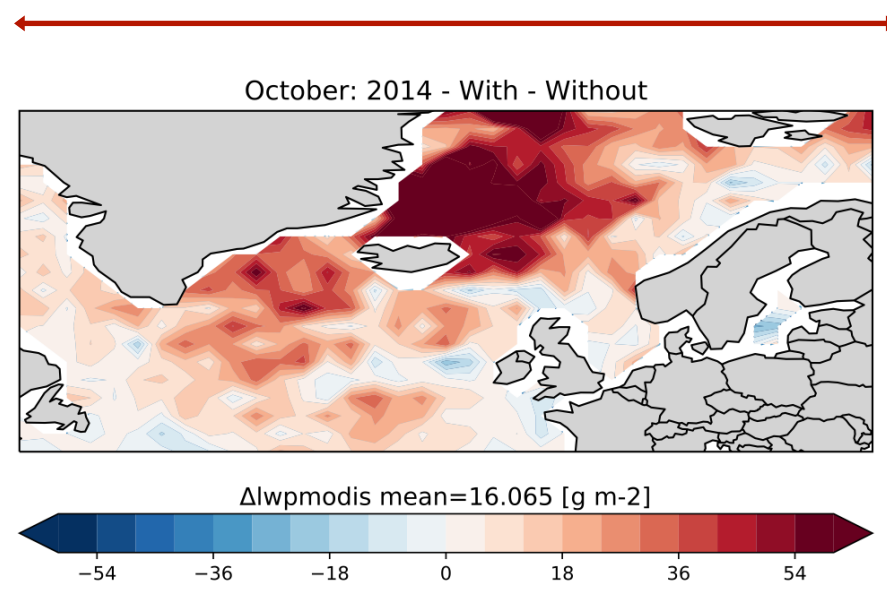 October: 2014 - With - Without
Δlwpmodis mean=16.065 [g m-2]
−54 −36 −18 0 18 36 54